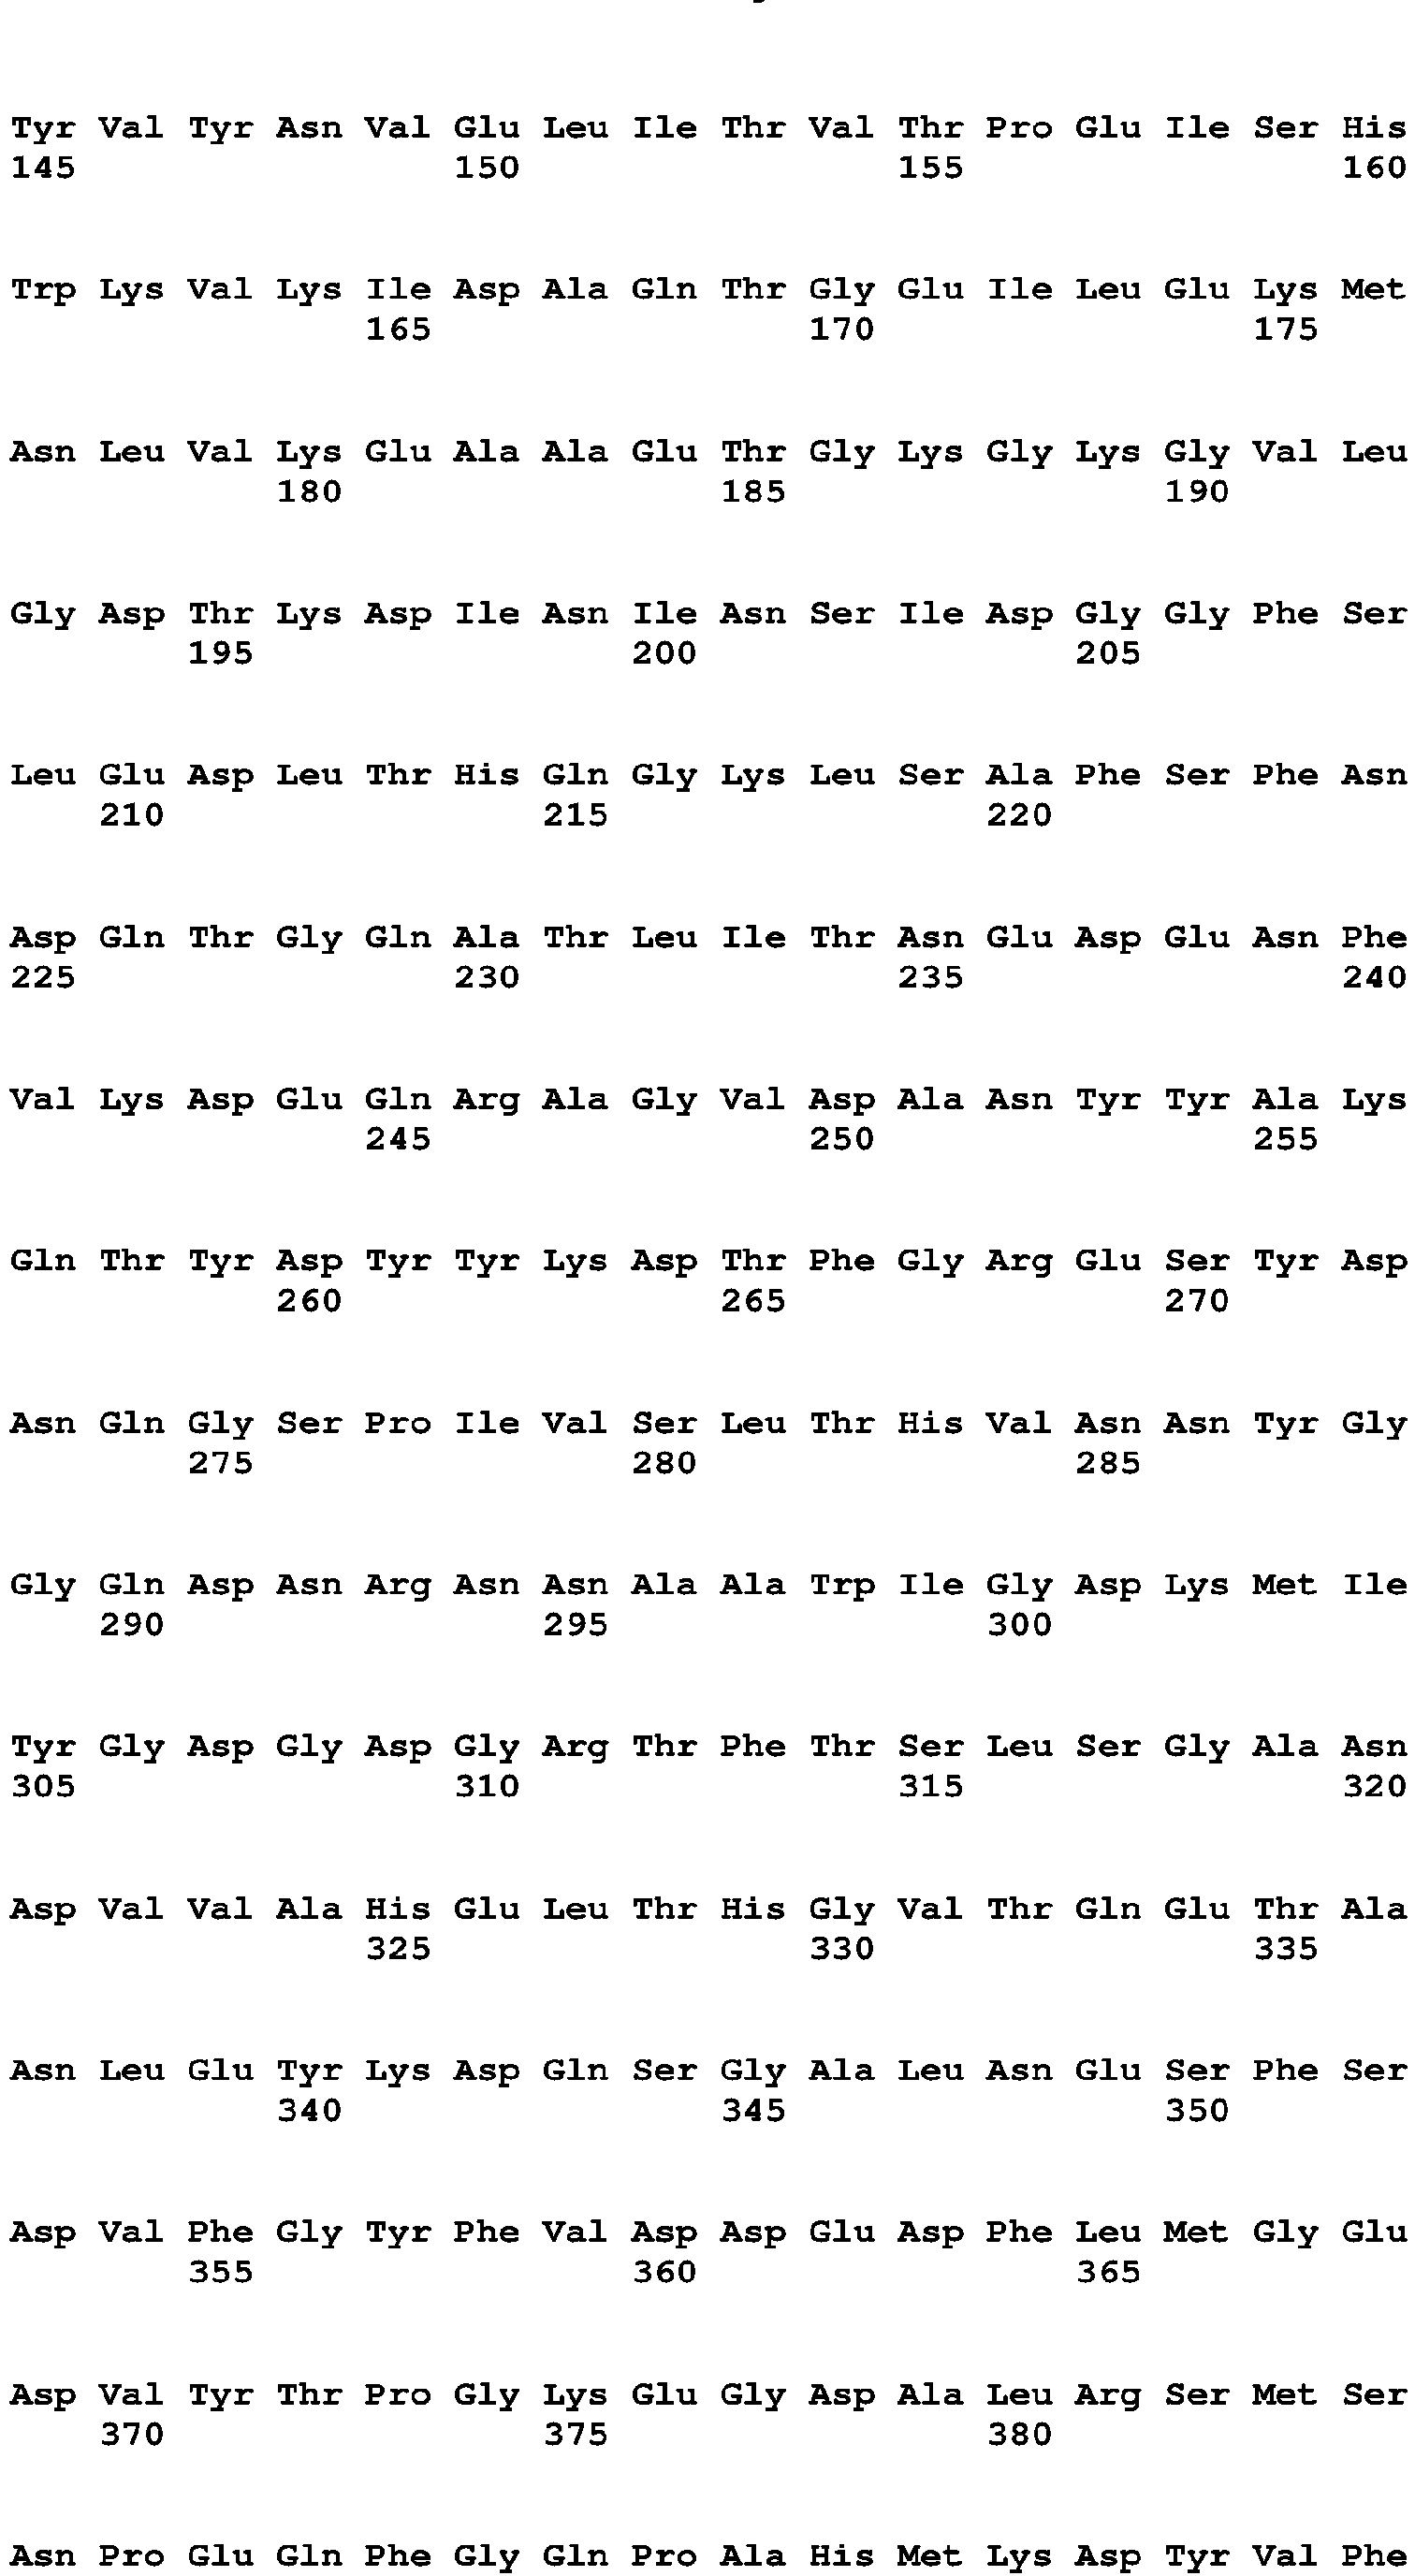 Tyr Val Tyr Asn Val Glu Leu Ile Thr Val Thr Pro Glu Ile Ser His
145 150 155 160
Trp Lys Val Lys Ile Asp Ala Gln Thr Gly Glu Ile Leu Glu Lys Met
165 170 175
Asn Leu Val Lys Glu Ala Ala Glu Thr Gly Lys Gly Lys Gly Val Leu
180 185 190
Gly Asp Thr Lys Asp Ile Asn Ile Asn Ser Ile Asp Gly Gly Phe Ser
195 200 205
Leu Glu Asp Leu Thr His Gln Gly Lys Leu Ser Ala Phe Ser Phe Asn
210 215 220
Asp Gln Thr Gly Gln Ala Thr Leu Ile Thr Asn Glu Asp Glu Asn Phe
225 230 235 240
Val Lys Asp Glu Gln Arg Ala Gly Val Asp Ala Asn Tyr Tyr Ala Lys
245 250 255
Gln Thr Tyr Asp Tyr Tyr Lys Asp Thr Phe Gly Arg Glu Ser Tyr Asp
260 265 270
Asn Gln Gly Ser Pro Ile Val Ser Leu Thr His Val Asn Asn Tyr Gly
275 280 285
Gly Gln Asp Asn Arg Asn Asn Ala Ala Trp Ile Gly Asp Lys Met Ile
290 295 300
Tyr Gly Asp Gly Asp Gly Arg Thr Phe Thr Ser Leu Ser Gly Ala Asn
305 310 315 320
Asp Val Val Ala His Glu Leu Thr His Gly Val Thr Gln Glu Thr Ala
325 330 335
Asn Leu Glu Tyr Lys Asp Gln Ser Gly Ala Leu Asn Glu Ser Phe Ser
340 345 350
Asp Val Phe Gly Tyr Phe Val Asp Asp Glu Asp Phe Leu Met Gly Glu
355 360 365
Asp Val Tyr Thr Pro Gly Lys Glu Gly Asp Ala Leu Arg Ser Met Ser
370 375 380
Asn Pro Glu Gln Phe Gly Gln Pro Ala His Met Lys Asp Tyr Val Phe